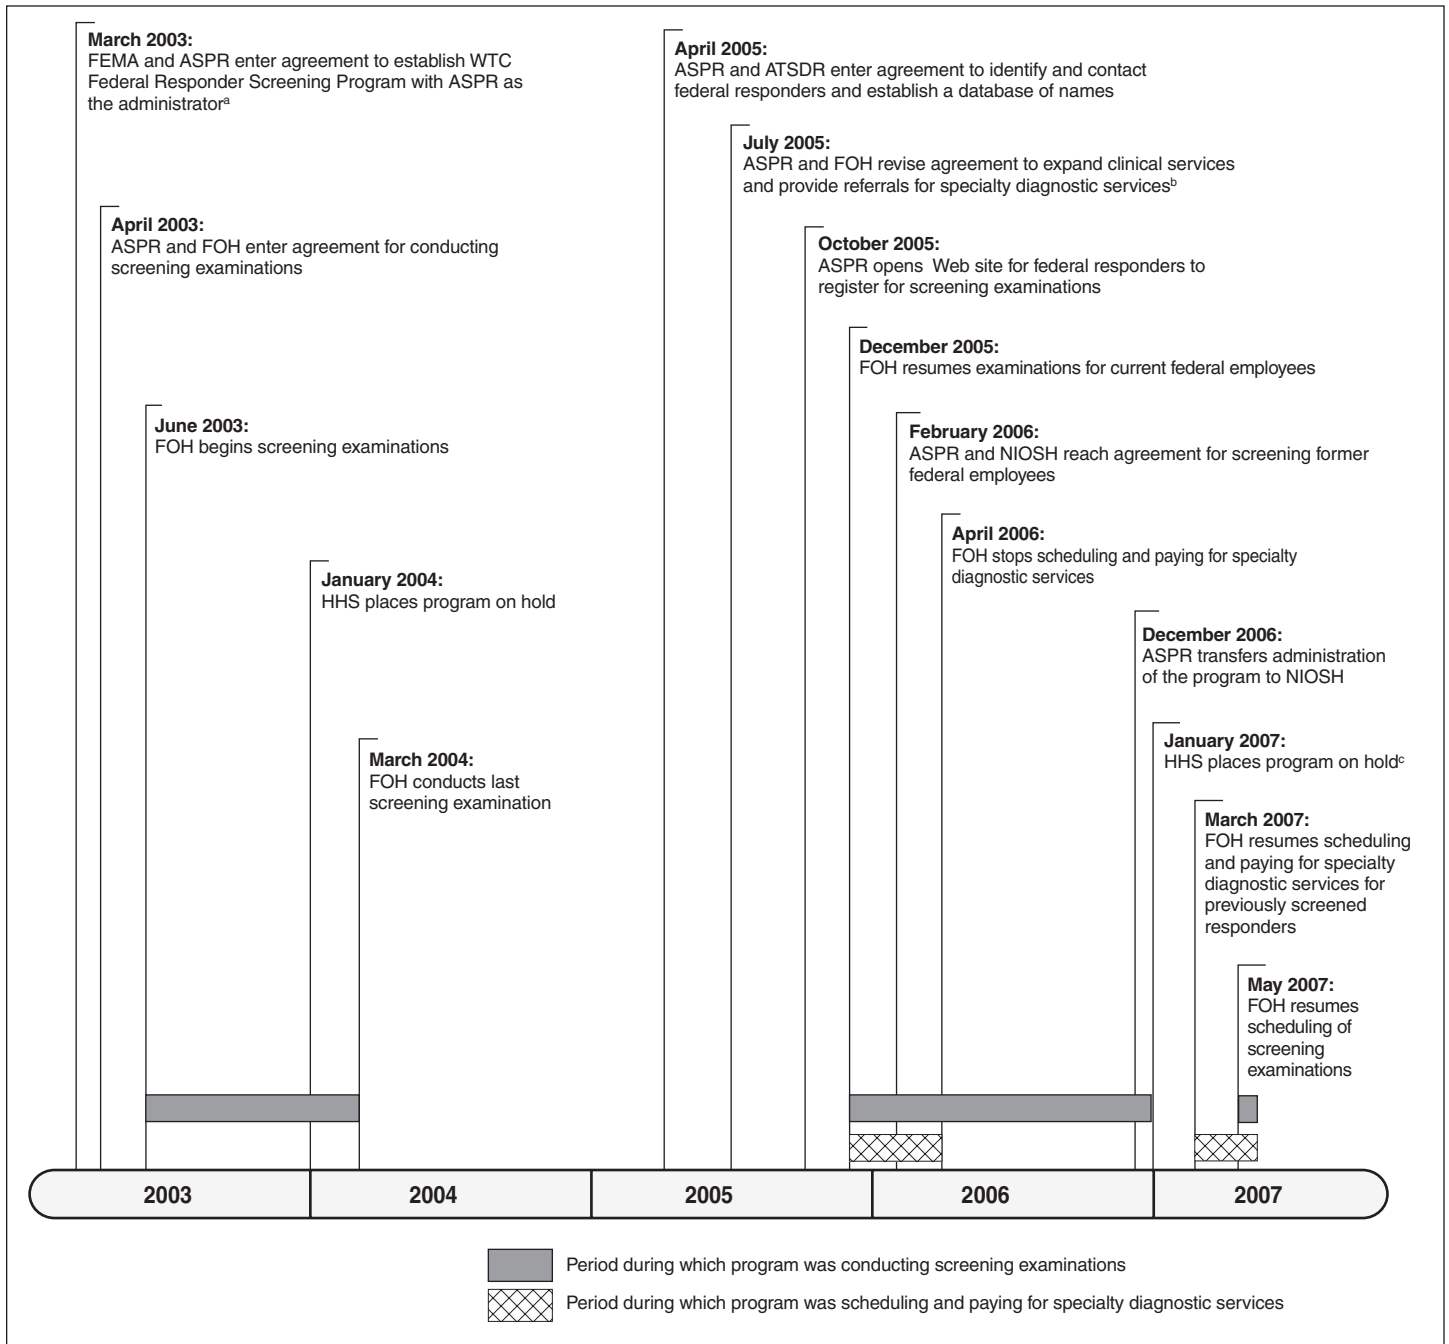 March 2003:
FEMA and ASPR enter agreement to establish WTC
Federal Responder Screening Program with ASPR as
the administratorᵃ
April 2003:
ASPR and FOH enter agreement for conducting
screening examinations
June 2003:
FOH begins screening examinations
January 2004:
HHS places program on hold
March 2004:
FOH conducts last
screening examination
April 2005:
ASPR and ATSDR enter agreement to identify and contact
federal responders and establish a database of names
July 2005:
ASPR and FOH revise agreement to expand clinical services
and provide referrals for specialty diagnostic servicesᵇ
October 2005:
ASPR opens Web site for federal responders to
register for screening examinations
December 2005:
FOH resumes examinations for current federal employees
February 2006:
ASPR and NIOSH reach agreement for screening former
federal employees
April 2006:
FOH stops scheduling and paying for specialty
diagnostic services
December 2006:
ASPR transfers administration
of the program to NIOSH
January 2007:
HHS places program on holdᶜ
March 2007:
FOH resumes scheduling
and paying for specialty
diagnostic services for
previously screened
responders
May 2007:
FOH resumes
scheduling of
screening
examinations
2003 2004 2005 2006 2007
Period during which program was conducting screening examinations
Period during which program was scheduling and paying for specialty diagnostic services